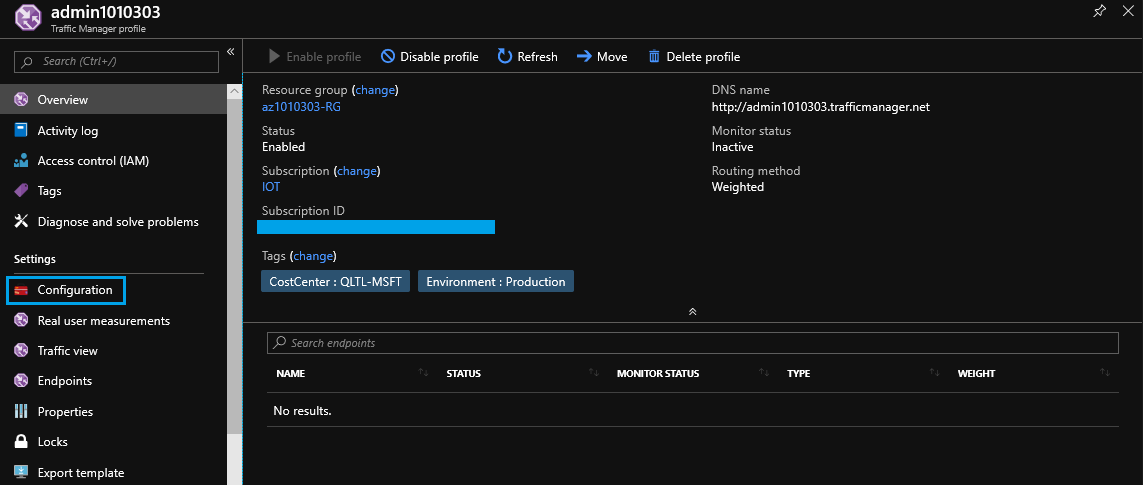 admin1010303
Traffic Manager profile
Search (Ctrl+/)
«
Overview
Activity log
Access control (IAM)
Tags
Diagnose and solve problems
Settings
Configuration
Real user measurements
Traffic view
Endpoints
Properties
Locks
Export template
Enable profile
Disable profile
Refresh
Move
Delete profile
Resource group (change)
az1010303-RG
Status
Enabled
Subscription (change)
IOT
Subscription ID
Tags (change)
CostCenter : QLTL-MSFT
Environment : Production
DNS name
http://admin1010303.trafficmanager.net
Monitor status
Inactive
Routing method
Weighted
Search endpoints
NAME STATUS MONITOR STATUS TYPE WEIGHT
No results.